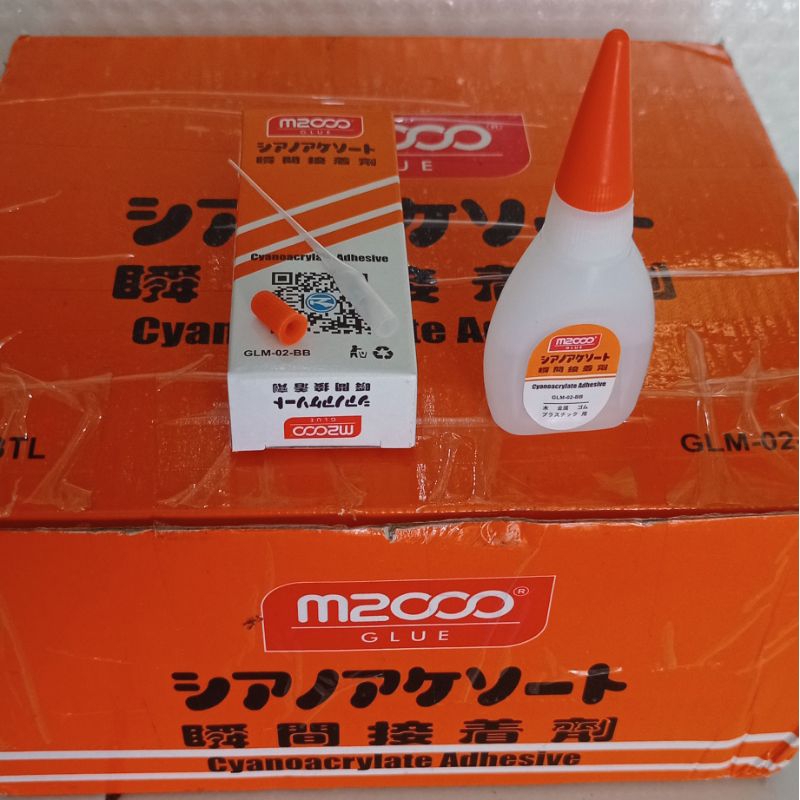 m2000
GLUE
シアノアケソート
瞬間接着剤
Cyanoacrylate Adhesive
GLM-02-BB
シアノアケソート
瞬間接着剤
m2000
GLUE
m2000
GLUE
シアノアケソート
瞬間接着剤
Cyanoacrylate Adhesive
GLM-02-BB
木 金属 ゴム
プラスチック 用
BTL
GLM-02-
m2000®
GLUE
シアノアケソート
瞬間接着剤
Cyanoacrylate Adhesive